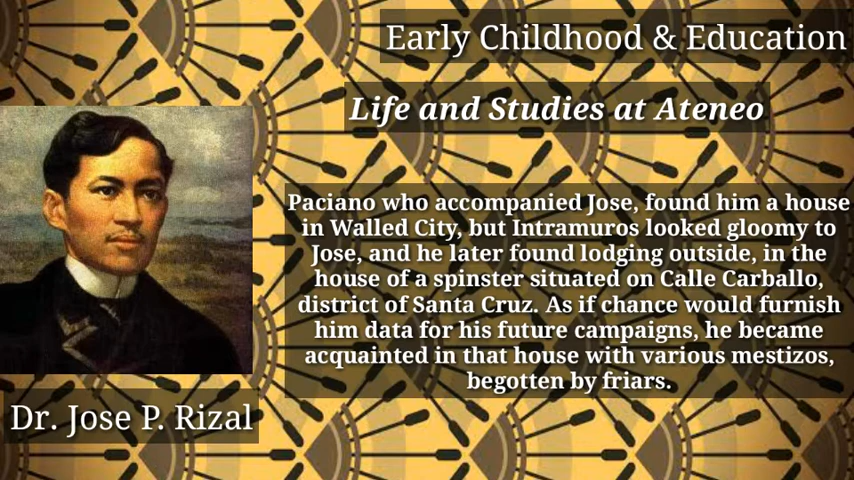 Early Childhood & Education
Life and Studies at Ateneo
Paciano who accompanied Jose, found him a house
in Walled City, but Intramuros looked gloomy to
Jose, and he later found lodging outside, in the
house of a spinster situated on Calle Carballo,
district of Santa Cruz. As if chance would furnish
him data for his future campaigns, he became
acquainted in that house with various mestizos,
begotten by friars.
Dr. Jose P. Rizal